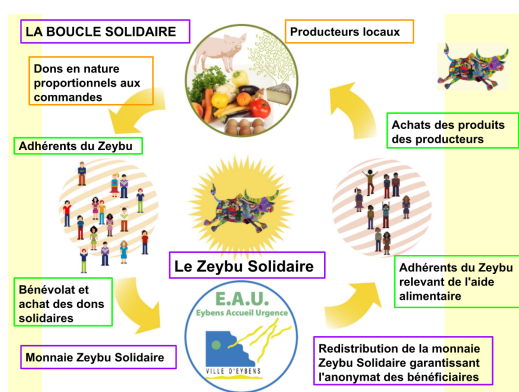 LA BOUCLE SOLIDAIRE
Producteurs locaux
Dons en nature
proportionnels aux
commandes
Achats des produits
des producteurs
Adhérents du Zeybu
Le Zeybu Solidaire
Adhérents du Zeybu
relevant de l'aide
alimentaire
Bénévolat et
achat des dons
solidaires
E.A.U.
Eybens Accueil Urgence
VILLE D'EYBENS
Monnaie Zeybu Solidaire
Redistribution de la monnaie
Zeybu Solidaire garantissant
l'anonymat des bénéficiaires